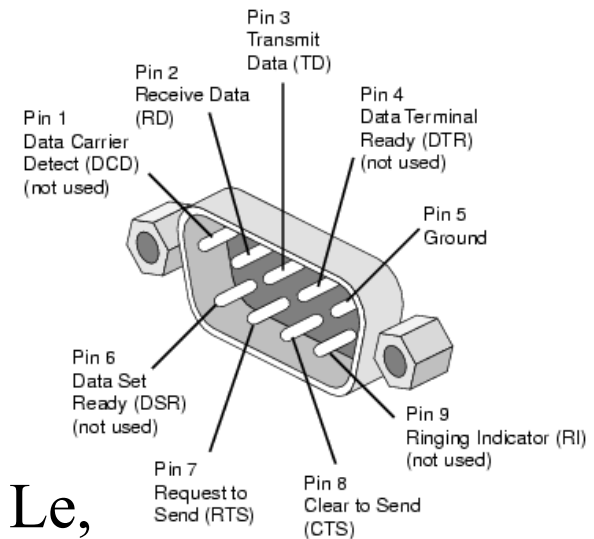 Pin 3
Transmit
Data (TD)
Pin 2
Receive Data
(RD)
Pin 4
Data Terminal
Ready (DTR)
(not used)
Pin 1
Data Carrier
Detect (DCD)
(not used)
Pin 5
Ground
Pin 6
Data Set
Ready (DSR)
(not used)
Pin 9
Ringing Indicator (RI)
(not used)
Pin 7
Request to
Send (RTS)
Pin 8
Clear to Send
(CTS)
Le,